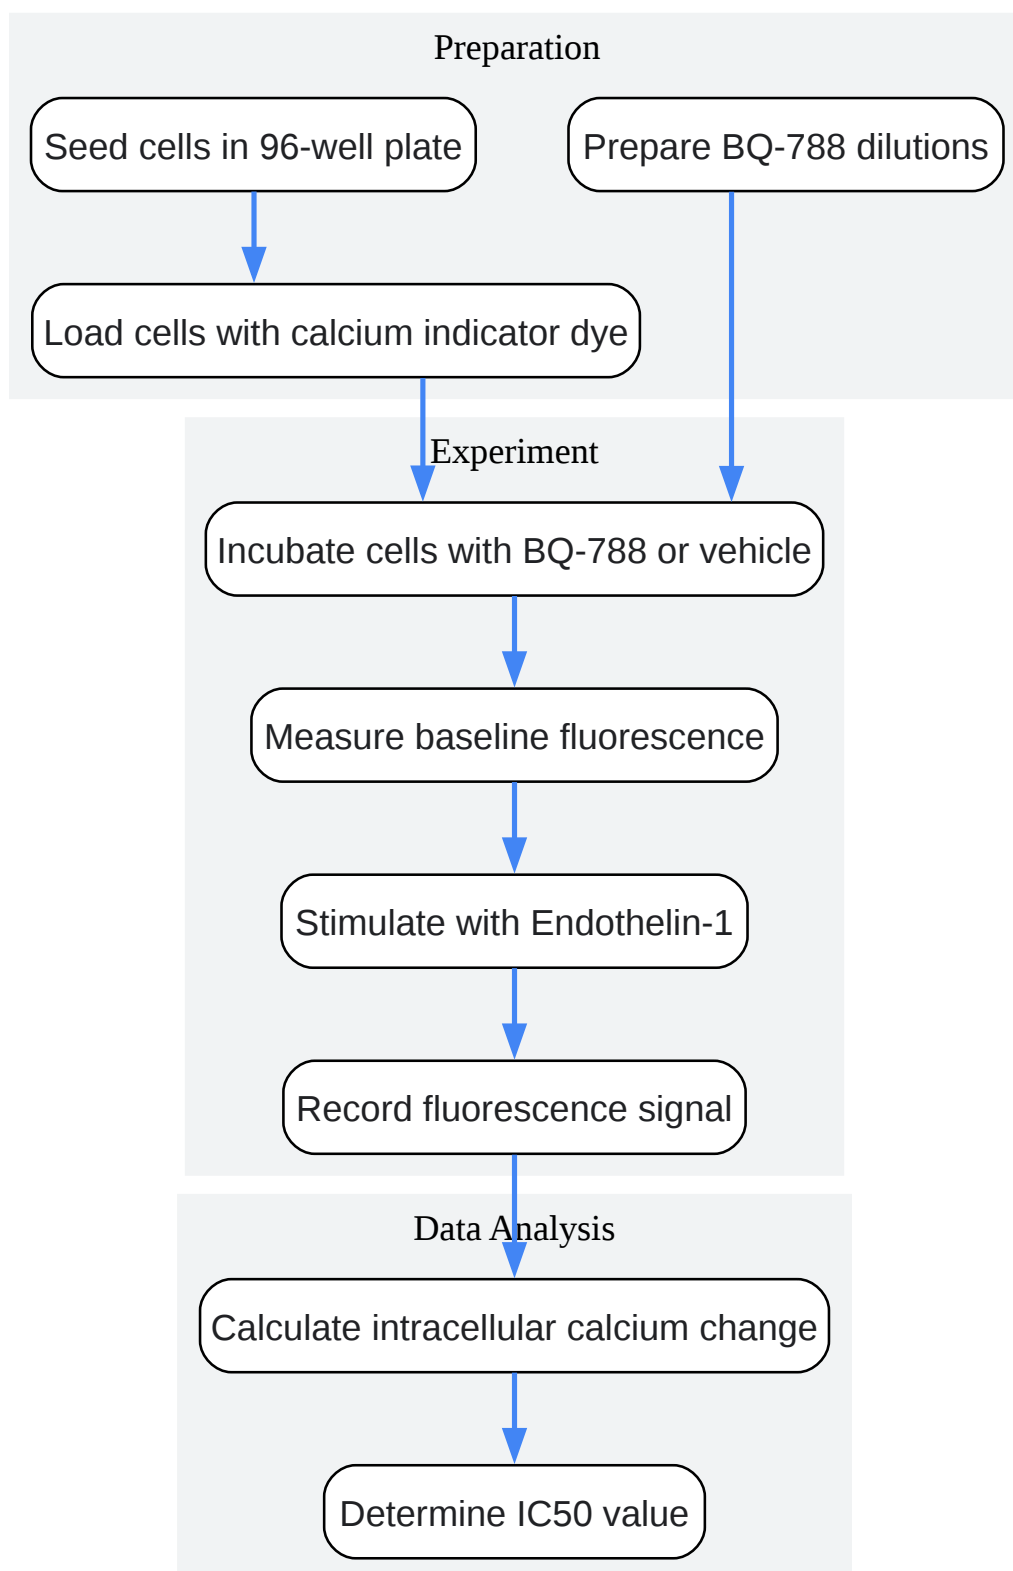 Preparation
Seed cells in 96-well plate
Prepare BQ-788 dilutions
Load cells with calcium indicator dye
Experiment
Incubate cells with BQ-788 or vehicle
Measure baseline fluorescence
Stimulate with Endothelin-1
Record fluorescence signal
Data Analysis
Calculate intracellular calcium change
Determine IC50 value